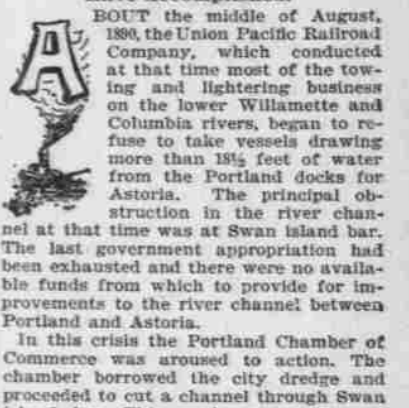 ABOUT the middle of August,
1890, the Union Pacific Railroad
Company, which conducted
at that time most of the tow-
ing and lightering business
on the lower Willamette and
Columbia rivers, began to re-
fuse to take vessels drawing
more than 18½ feet of water
from the Portland docks for
Astoria. The principal ob-
struction in the river chan-
nel at that time was at Swan island bar.
The last government appropriation had
been exhausted and there were no availa-
ble funds from which to provide for im-
provements to the river channel between
Portland and Astoria.
In this crisis the Portland Chamber of
Commerce was aroused to action. The
chamber borrowed the city dredge and
proceeded to cut a channel through Swan